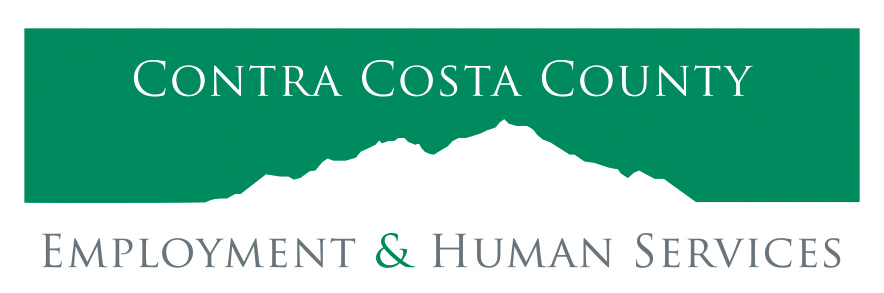 Contra Costa County
Employment & Human Services